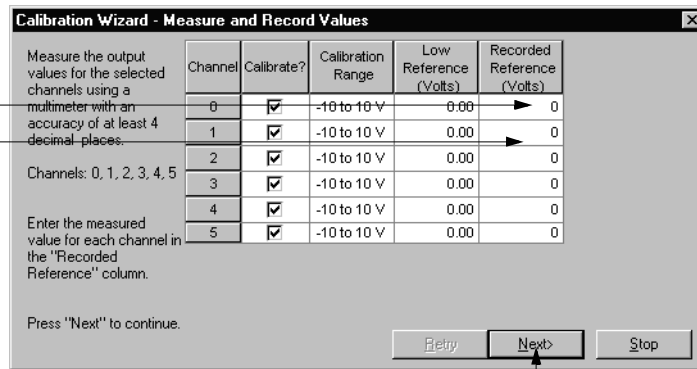 Calibration Wizard - Measure and Record Values
Measure the output
values for the selected
channels using a
multimeter with an
accuracy of at least 4
decimal places.
Channels: 0, 1, 2, 3, 4, 5
Enter the measured
value for each channel in
the "Recorded
Reference" column.
Press "Next" to continue.
Channel Calibrate? Calibration Range Low Reference (Volts) Recorded Reference (Volts)
0 -10 to 10 V 0.00 0
1 -10 to 10 V 0.00 0
2 -10 to 10 V 0.00 0
3 -10 to 10 V 0.00 0
4 -10 to 10 V 0.00 0
5 -10 to 10 V 0.00 0
Retry Next> Stop